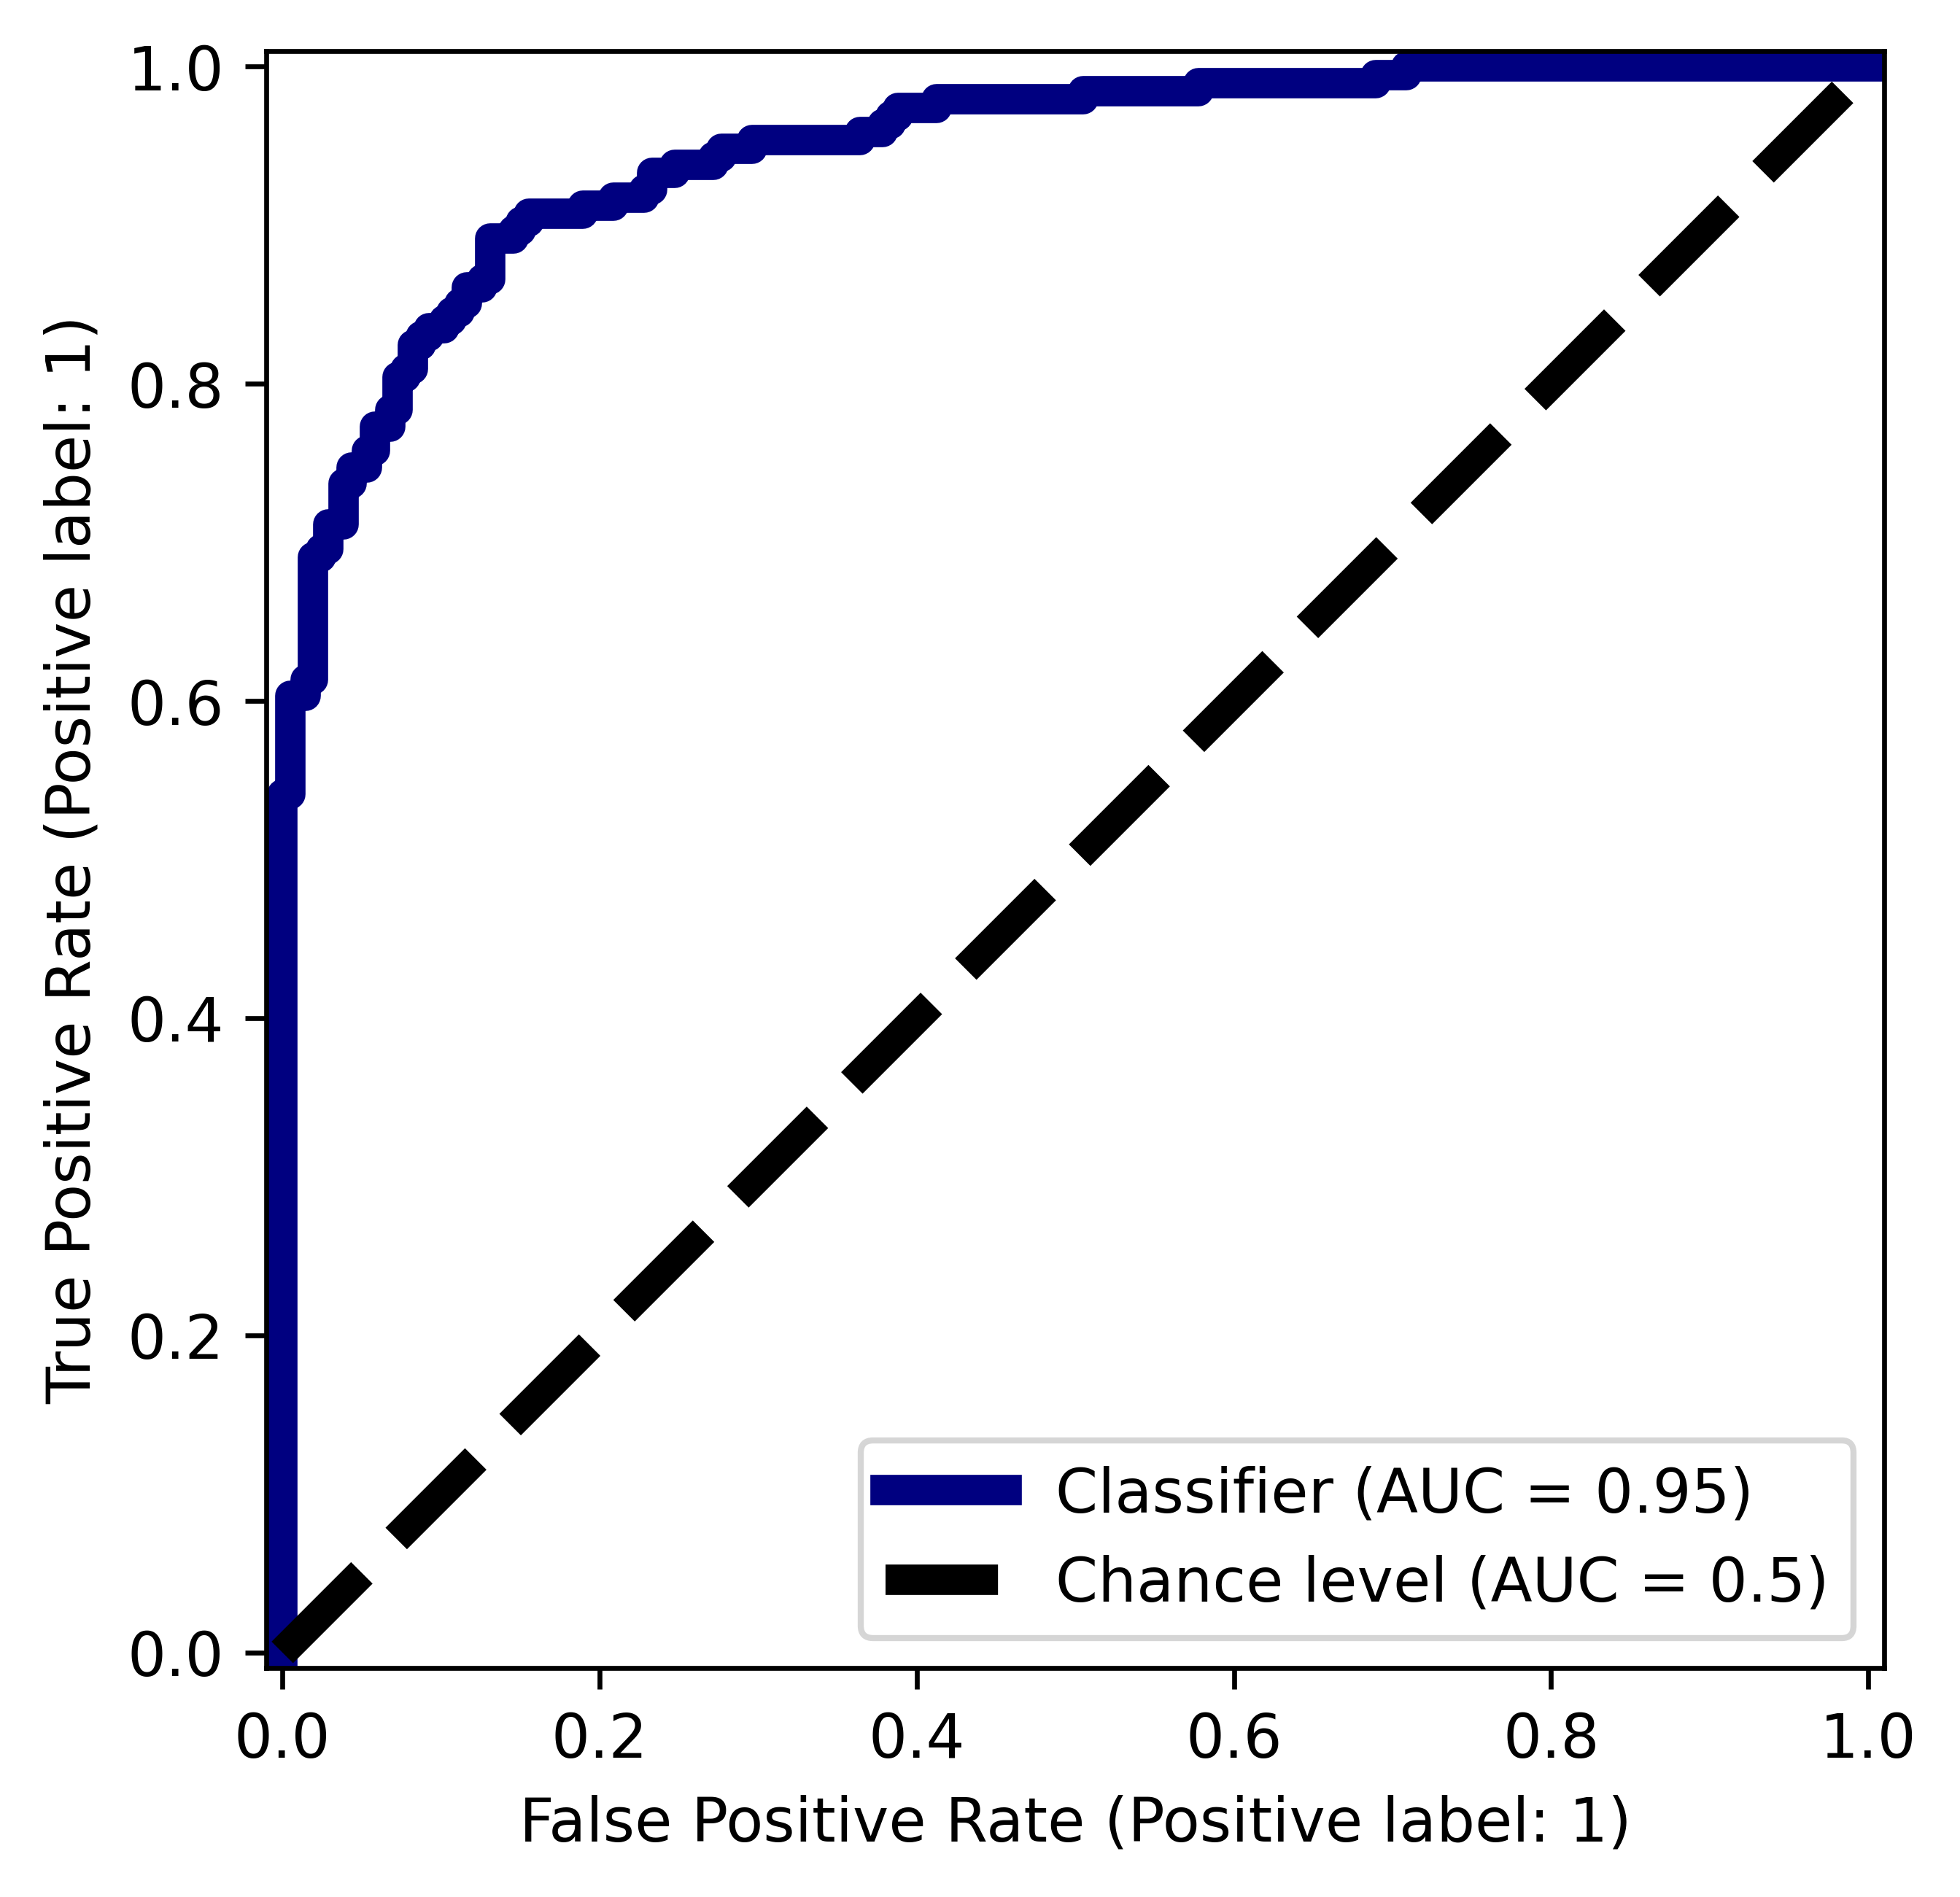 True Positive Rate (Positive label: 1)
1.0
0.8
0.6
0.4
0.2
0.0
Classifier (AUC = 0.95)
Chance level (AUC = 0.5)
0.0 0.2 0.4 0.6 0.8 1.0
False Positive Rate (Positive label: 1)